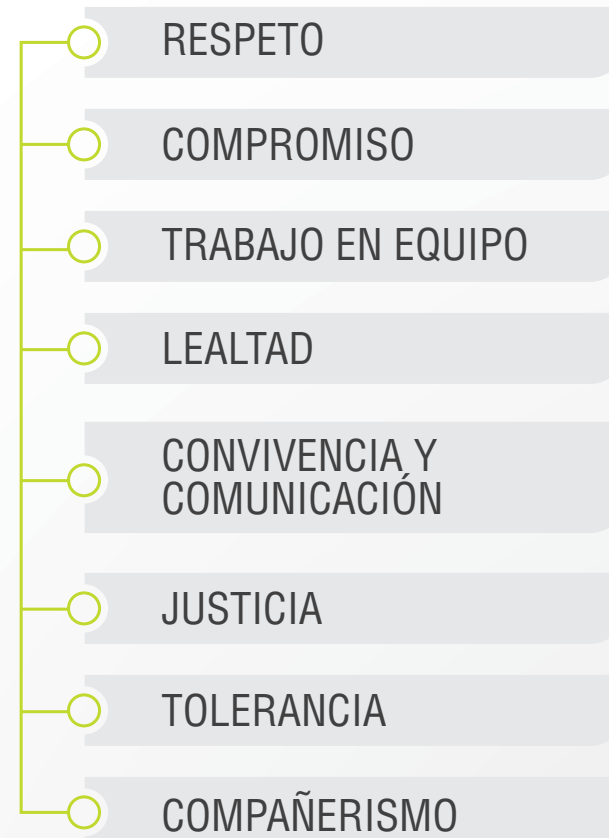 RESPETO
COMPROMISO
TRABAJO EN EQUIPO
LEALTAD
CONVIVENCIA Y
COMUNICACIÓN
JUSTICIA
TOLERANCIA
COMPAÑERISMO